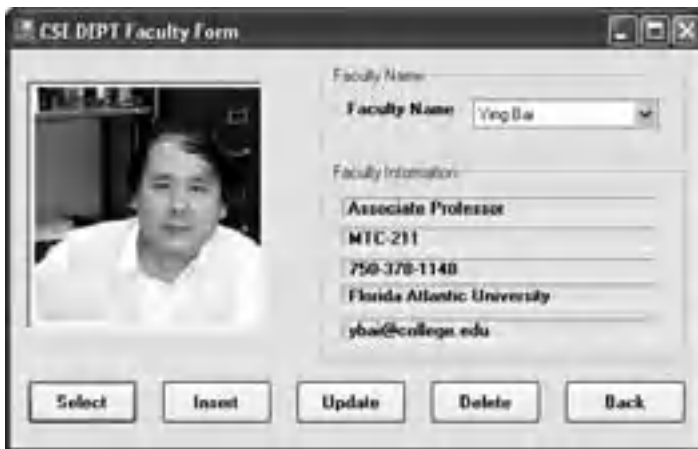 CSE DEPT Faculty Form
Faculty Name
Faculty Name Ying Bai
Faculty Information
Associate Professor
MTC-211
750-378-1148
Florida Atlantic University
ybai@college.edu
Select Insert Update Delete Back